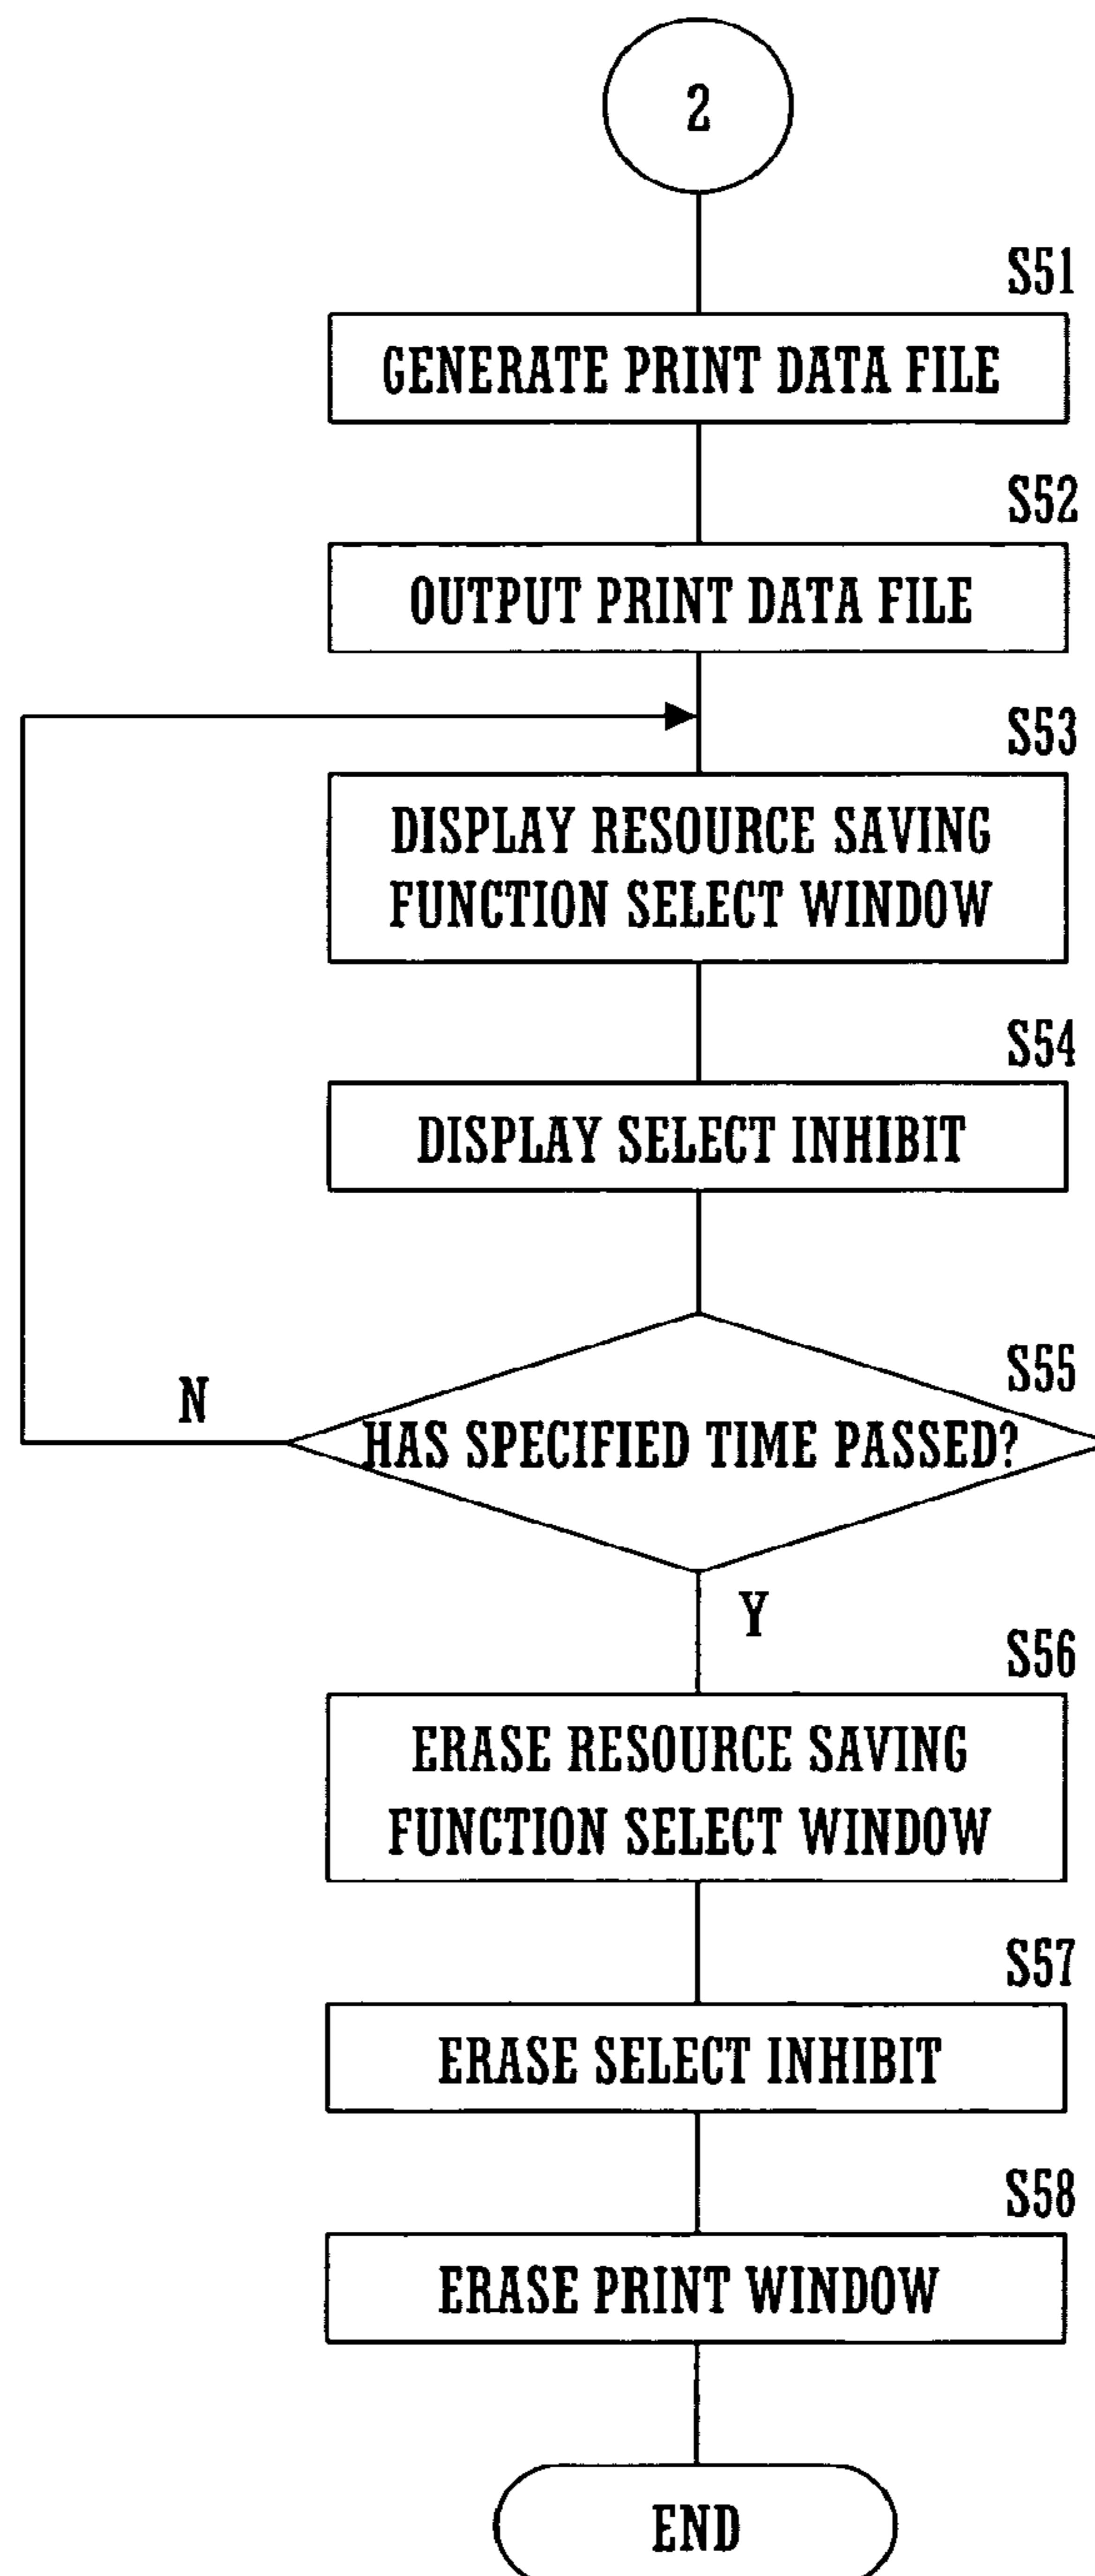 2
S51
GENERATE PRINT DATA FILE
S52
OUTPUT PRINT DATA FILE
S53
DISPLAY RESOURCE SAVING
FUNCTION SELECT WINDOW
S54
DISPLAY SELECT INHIBIT
S55
N
HAS SPECIFIED TIME PASSED?
Y
S56
ERASE RESOURCE SAVING
FUNCTION SELECT WINDOW
S57
ERASE SELECT INHIBIT
S58
ERASE PRINT WINDOW
END